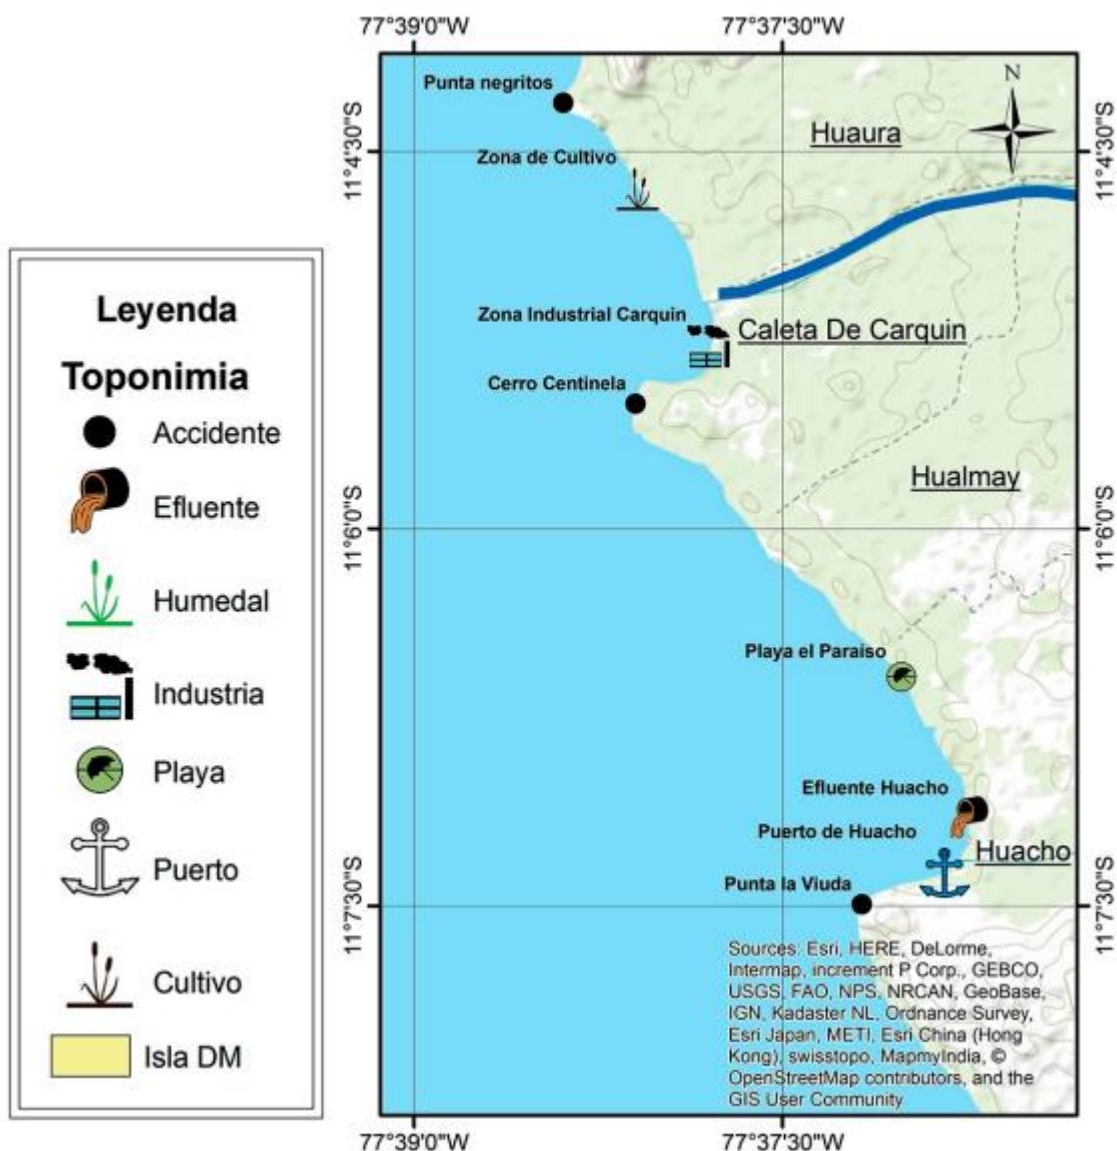 77°39'0"W
77°37'30"W
Punta negritos
N
Huaura
11°4'30"S
11°4'30"S
Zona de Cultivo
Leyenda
Zona Industrial Carquin
Caleta De Carquin
Toponimia
Cerro Centinela
Accidente
Efluente
Hualmay
11°6'0"S
11°6'0"S
Humedal
Playa el Paraiso
Industria
Playa
Efluente Huacho
Puerto de Huacho
Huacho
Puerto
Punta la Viuda
11°7'30"S
11°7'30"S
Cultivo
Isla DM
Sources: Esri, HERE, DeLorme,
Intermap, increment P Corp., GEBCO,
USGS, FAO, NPS, NRCAN, GeoBase,
IGN, Kadaster NL, Ordnance Survey,
Esri Japan, METI, Esri China (Hong
Kong), swisstopo, MapmyIndia, ©
OpenStreetMap contributors, and the
GIS User Community
77°39'0"W
77°37'30"W